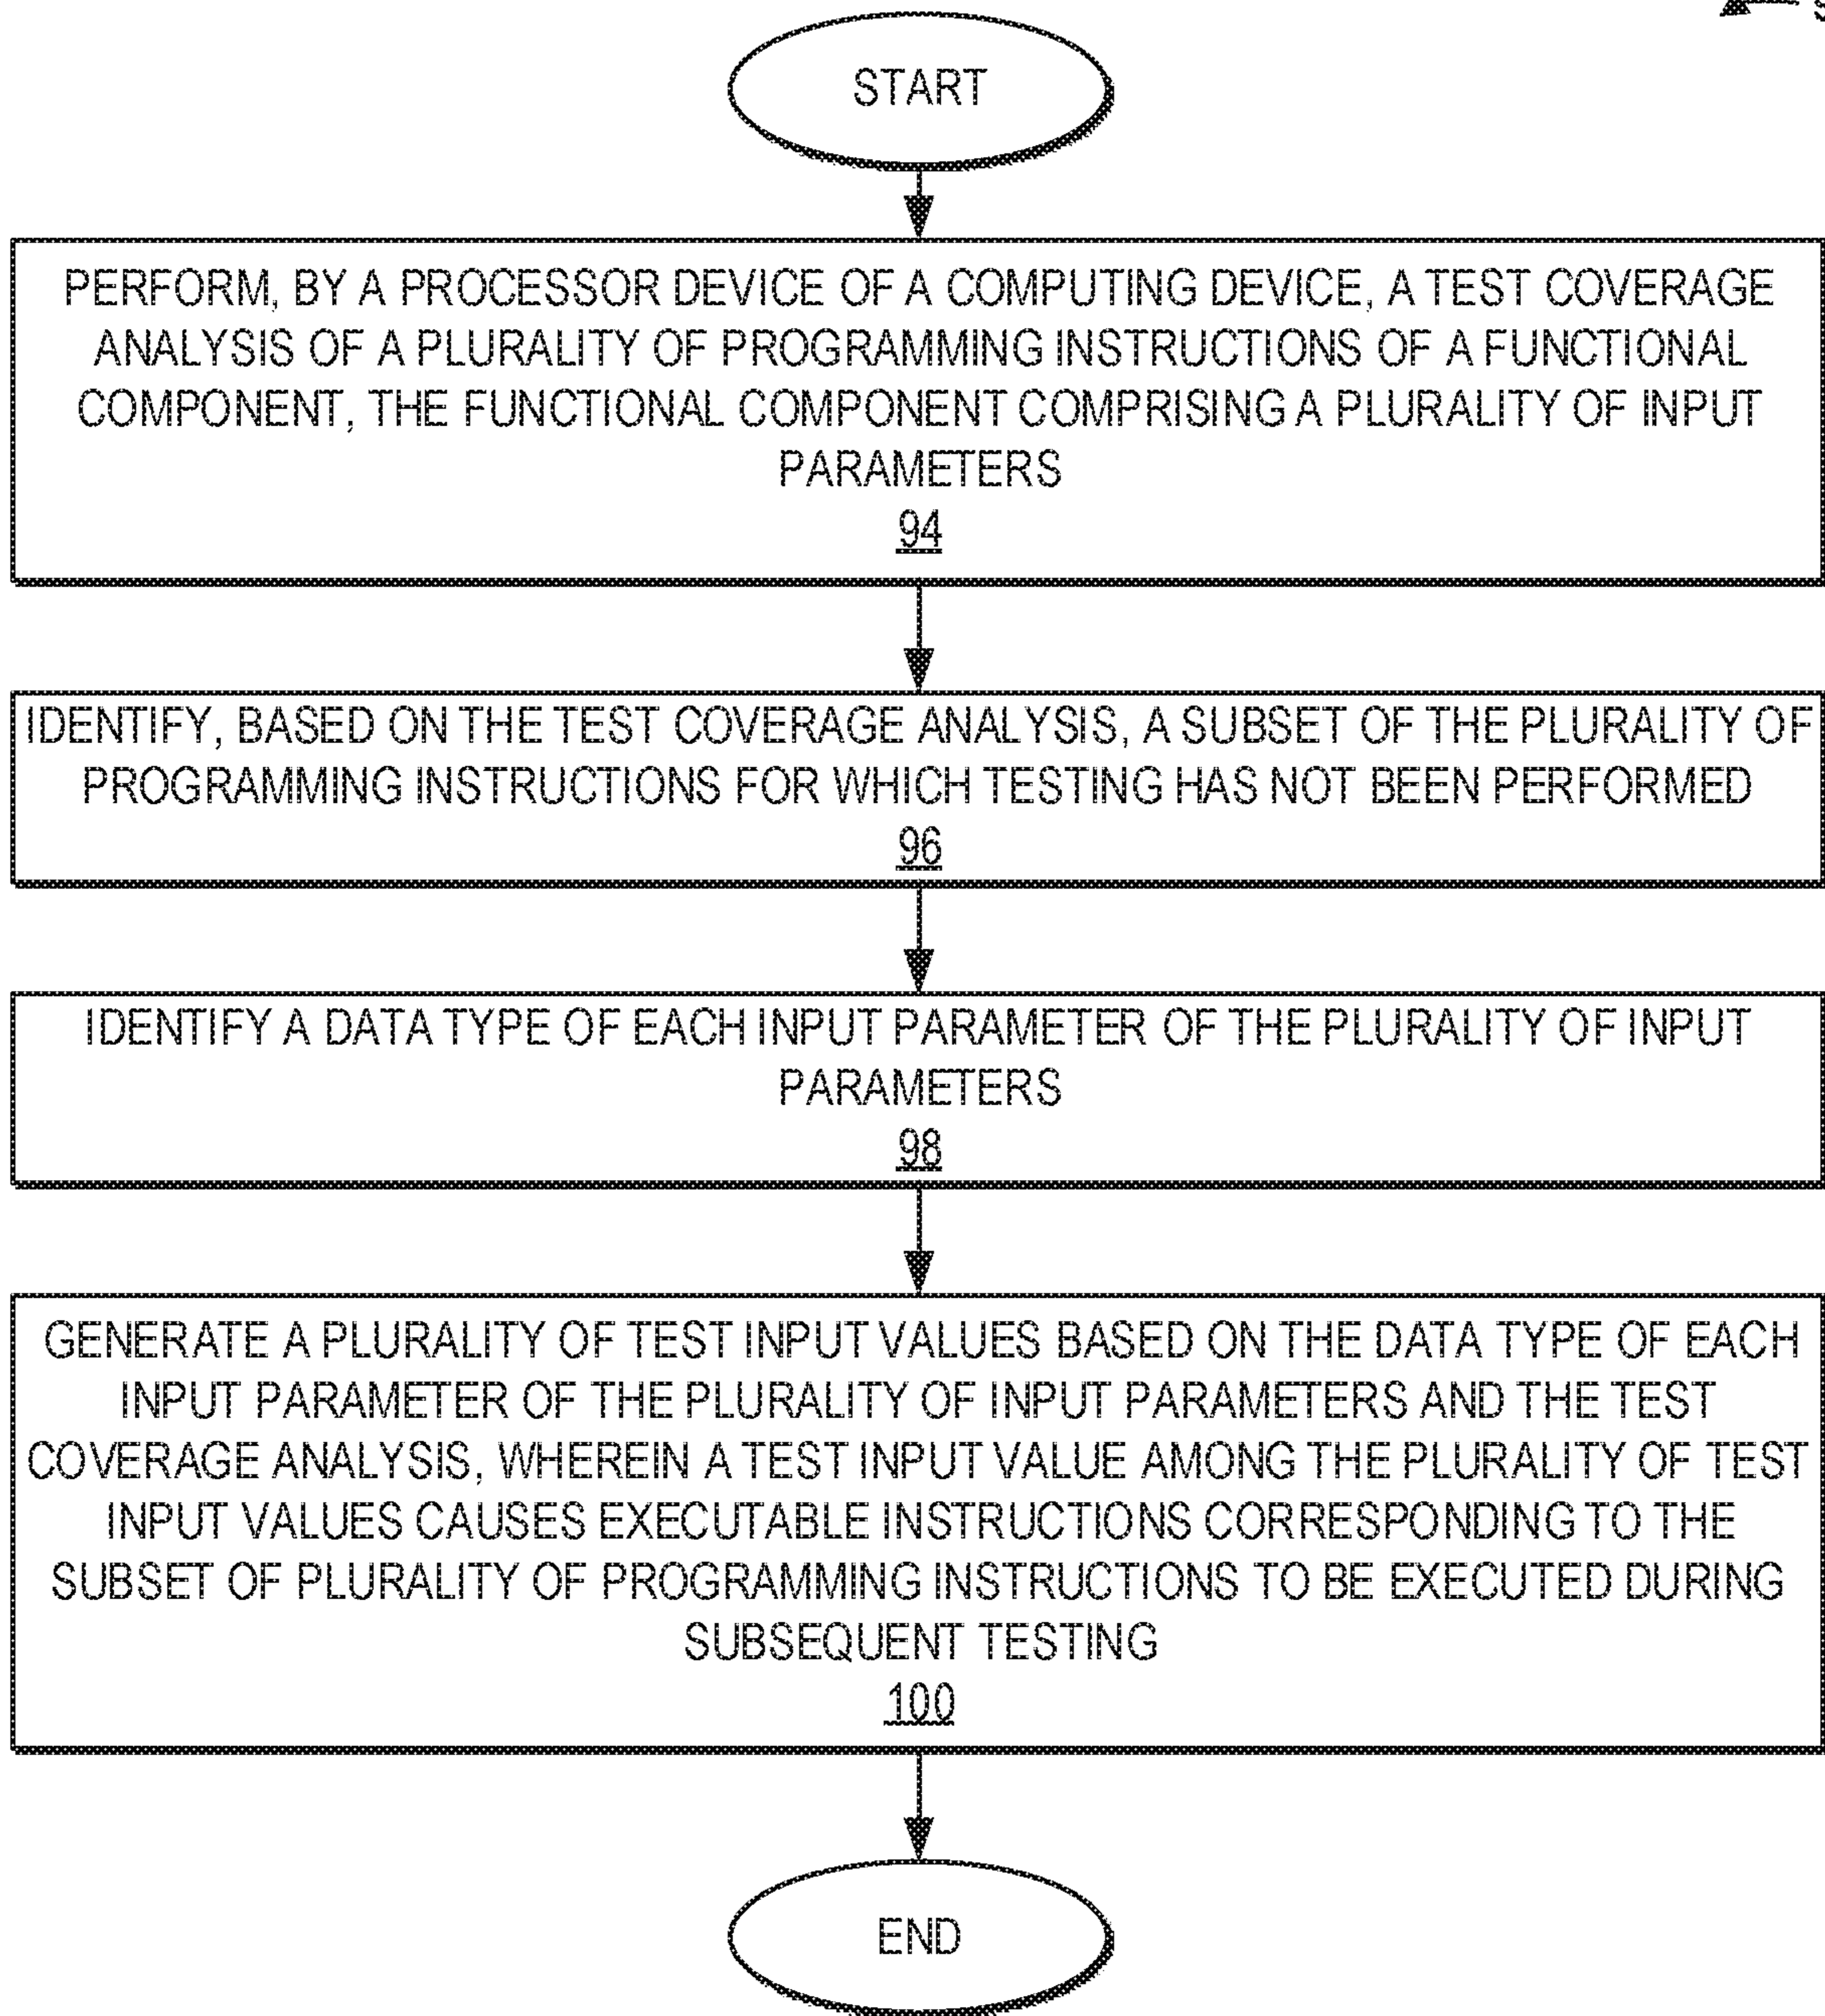 START
PERFORM, BY A PROCESSOR DEVICE OF A COMPUTING DEVICE, A TEST COVERAGE
ANALYSIS OF A PLURALITY OF PROGRAMMING INSTRUCTIONS OF A FUNCTIONAL
COMPONENT, THE FUNCTIONAL COMPONENT COMPRISING A PLURALITY OF INPUT
PARAMETERS
94
IDENTIFY, BASED ON THE TEST COVERAGE ANALYSIS, A SUBSET OF THE PLURALITY OF
PROGRAMMING INSTRUCTIONS FOR WHICH TESTING HAS NOT BEEN PERFORMED
96
IDENTIFY A DATA TYPE OF EACH INPUT PARAMETER OF THE PLURALITY OF INPUT
PARAMETERS
98
GENERATE A PLURALITY OF TEST INPUT VALUES BASED ON THE DATA TYPE OF EACH
INPUT PARAMETER OF THE PLURALITY OF INPUT PARAMETERS AND THE TEST
COVERAGE ANALYSIS, WHEREIN A TEST INPUT VALUE AMONG THE PLURALITY OF TEST
INPUT VALUES CAUSES EXECUTABLE INSTRUCTIONS CORRESPONDING TO THE
SUBSET OF PLURALITY OF PROGRAMMING INSTRUCTIONS TO BE EXECUTED DURING
SUBSEQUENT TESTING
100
END